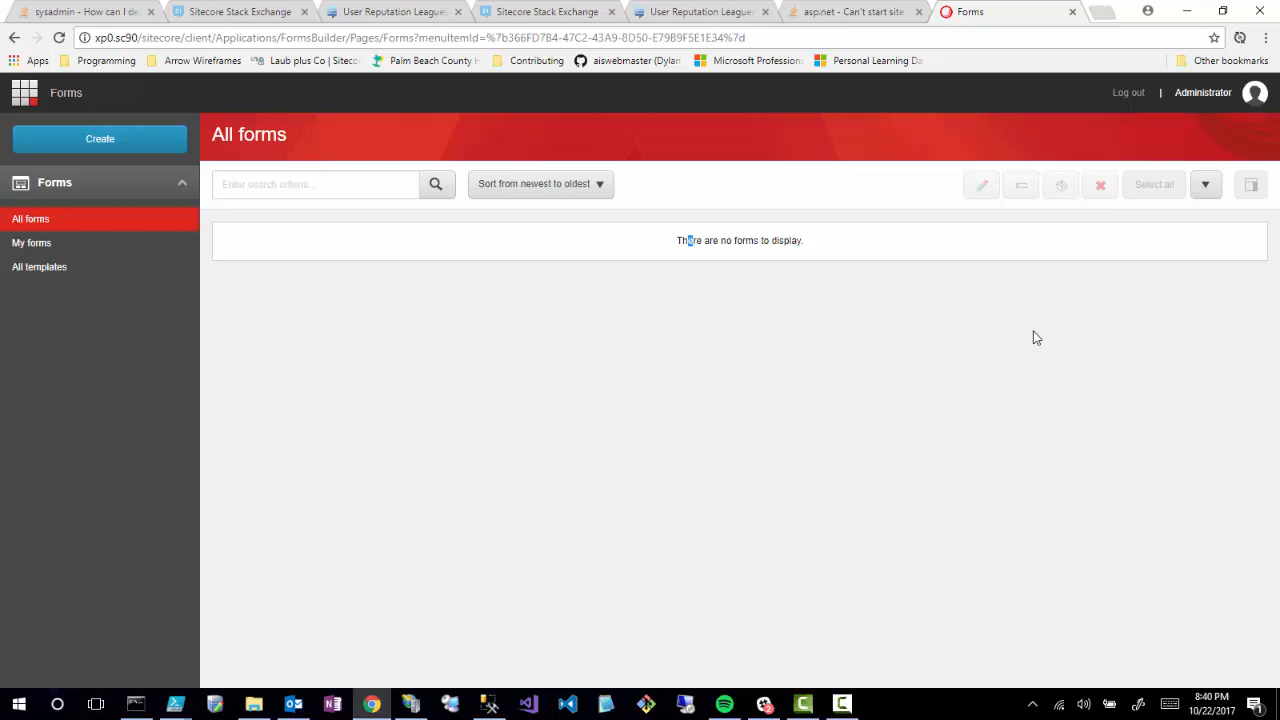 sysadmin - How can I de
Sitecore Stack Exchange
User Reputation Leagues
Sitecore Stack Exchange
User Reputation Leagues
asp.net - Can't start site
Forms
xp0.sc90/sitecore/client/Applications/FormsBuilder/Pages/Forms?menuItemId=%7b366FD7B4-47C2-43A9-8D50-E79B9F5E1E34%7d
Apps
Programming
Arrow Wireframes
Laub plus Co | Siteco
Palm Beach County H
Contributing
aiswebmaster (Dylan
Microsoft Profession
Personal Learning Da
Other bookmarks
Forms
Log out
|
Administrator
Create
All forms
Forms
Enter search criteria...
Sort from newest to oldest
Select all
All forms
My forms
All templates
There are no forms to display.
8:40 PM
10/22/2017